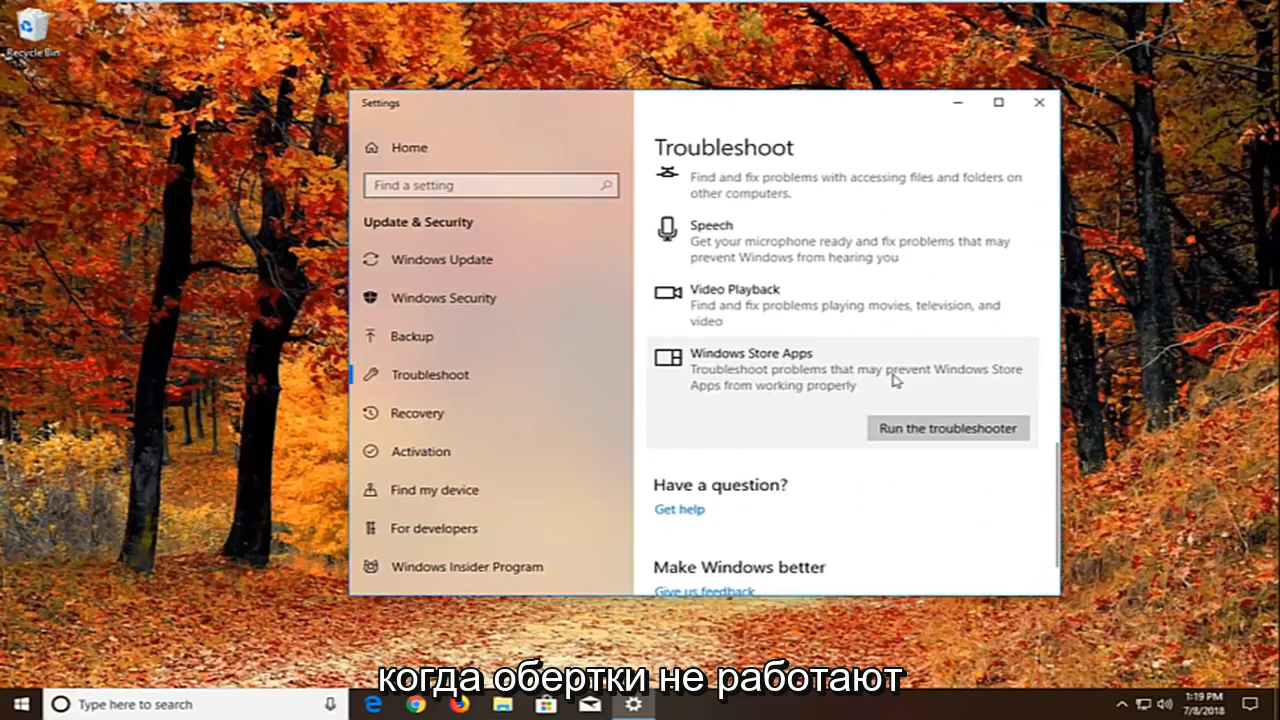 Recycle Bin
Settings
Home
Find a setting
Update & Security
Windows Update
Windows Security
Backup
Troubleshoot
Recovery
Activation
Find my device
For developers
Windows Insider Program
Troubleshoot
Find and fix problems with accessing files and folders on
other computers.
Speech
Get your microphone ready and fix problems that may
prevent Windows from hearing you
Video Playback
Find and fix problems playing movies, television, and
video
Windows Store Apps
Troubleshoot problems that may prevent Windows Store
Apps from working properly
Run the troubleshooter
Have a question?
Get help
Make Windows better
Give us feedback
когда обертки не работают
Type here to search
1:19 PM
7/8/2018